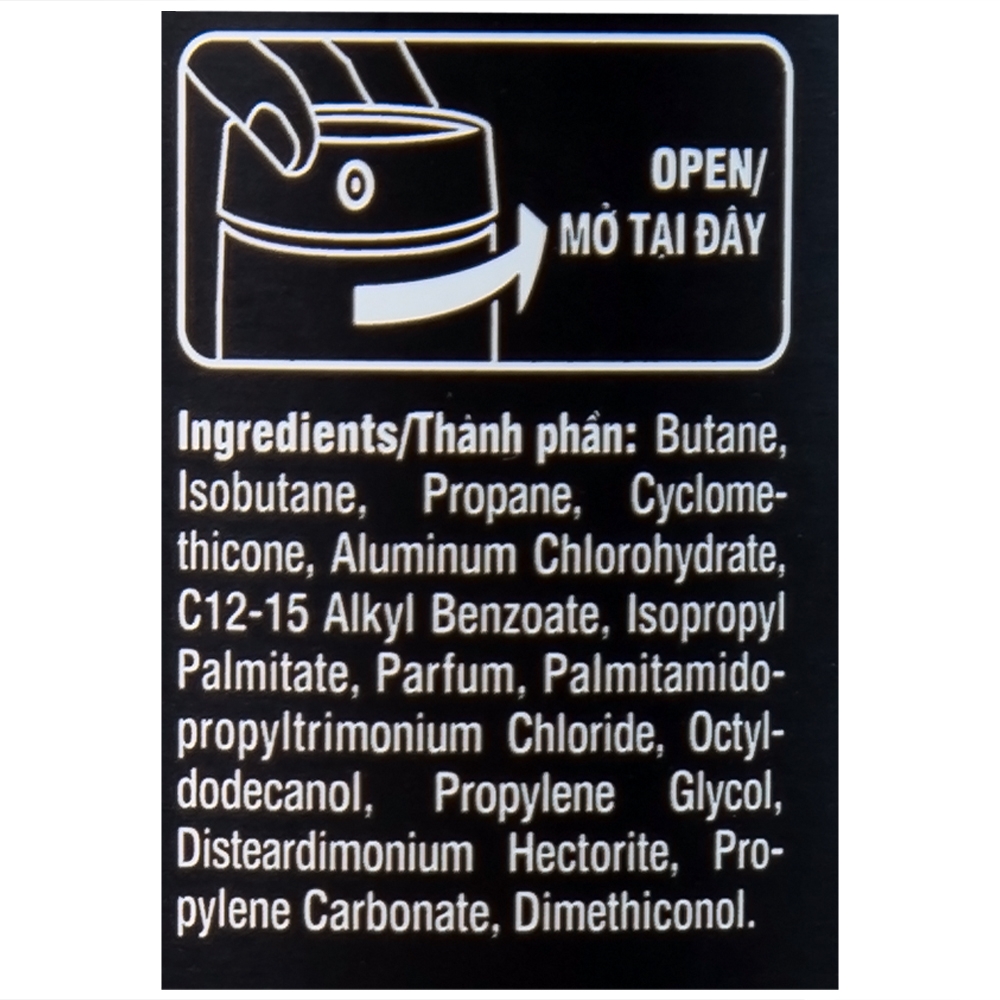 OPEN/
MỞ TẠI ĐÂY
Ingredients/Thành phần: Butane,
Isobutane, Propane, Cyclome-
thicone, Aluminum Chlorohydrate,
C12-15 Alkyl Benzoate, Isopropyl
Palmitate, Parfum, Palmitamido-
propyltrimonium Chloride, Octyl-
dodecanol, Propylene Glycol,
Disteardimonium Hectorite, Pro-
pylene Carbonate, Dimethiconol.